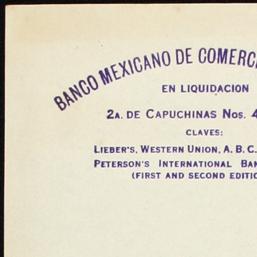 BANCO MEXICANO DE COMERC
EN LIQUIDACION
2A. DE CAPUCHINAS Nos. 4
CLAVES:
LIEBER'S, WESTERN UNION, A. B. C.
PETERSON'S INTERNATIONAL BAN
(FIRST AND SECOND EDITIO